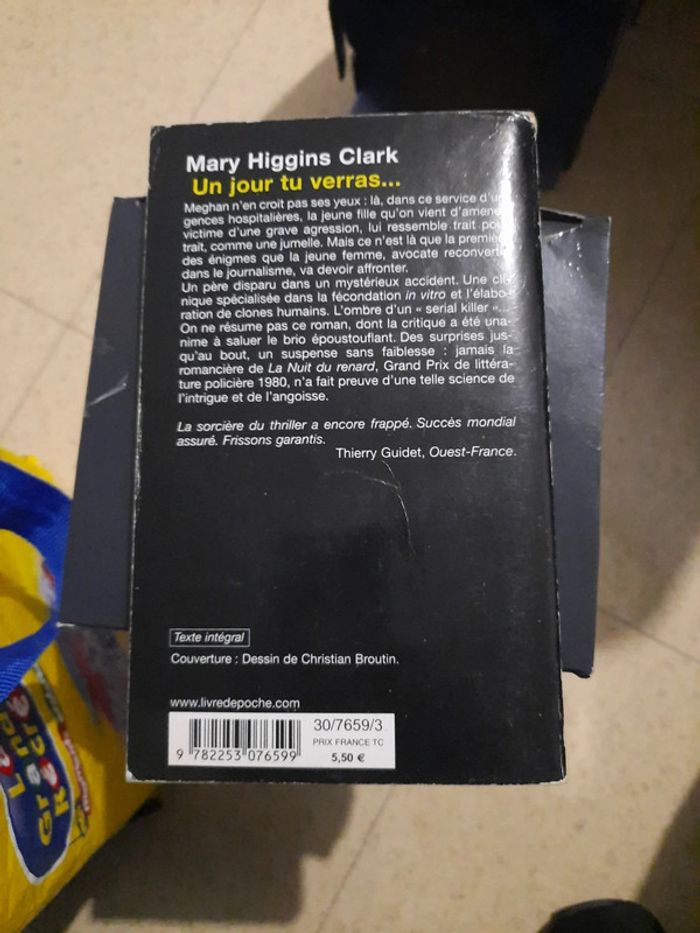 Mary Higgins Clark
Un jour tu verras...
Meghan n'en croit pas ses yeux : là, dans ce service d'ur
gences hospitalières, la jeune fille qu'on vient d'amene
victime d'une grave agression, lui ressemble trait pou
trait, comme une jumelle. Mais ce n'est là que la premiè
des énigmes que la jeune femme, avocate reconverti
dans le journalisme, va devoir affronter.
Un père disparu dans un mystérieux accident. Une cli
nique spécialisée dans la fécondation in vitro et l'élabo-
ration de clones humains. L'ombre d'un « serial killer »...
On ne résume pas ce roman, dont la critique a été una-
nime à saluer le brio époustouflant. Des surprises jus-
qu'au bout, un suspense sans faiblesse : jamais la
romancière de La Nuit du renard, Grand Prix de littéra-
ture policière 1980, n'a fait preuve d'une telle science de
l'intrigue et de l'angoisse.
La sorcière du thriller a encore frappé. Succès mondial
assuré. Frissons garantis.
Thierry Guidet, Ouest-France.
Texte intégral
Couverture : Dessin de Christian Broutin.
www.livredepoche.com
30/7659/3
PRIX FRANCE TC
5,50 €
9 782253 076599
Grande
Récré